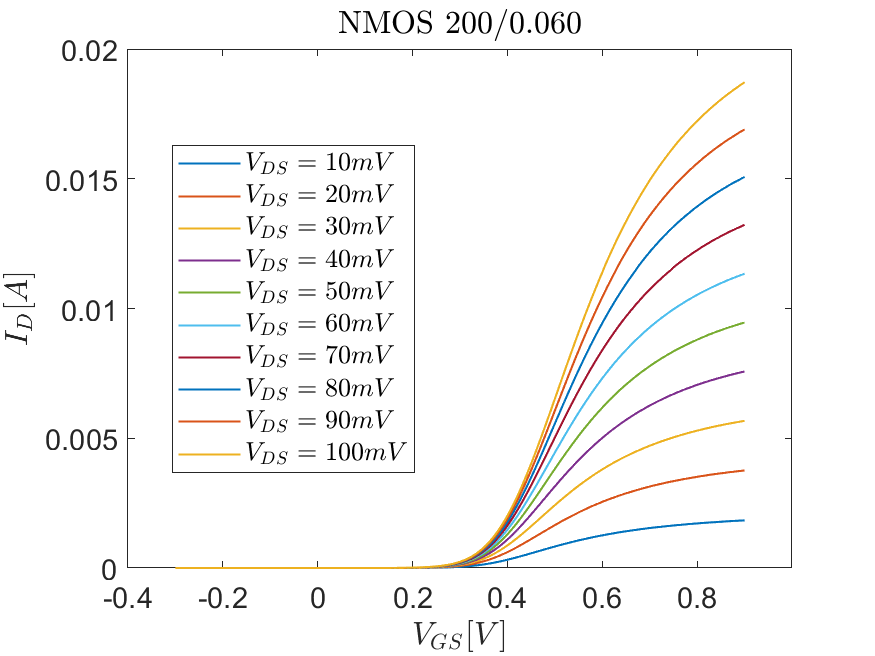 NMOS 200/0.060
0.02
0.015
0.01
0.005
0
I_D[A]
V_DS = 10mV
V_DS = 20mV
V_DS = 30mV
V_DS = 40mV
V_DS = 50mV
V_DS = 60mV
V_DS = 70mV
V_DS = 80mV
V_DS = 90mV
V_DS = 100mV
-0.4 -0.2 0 0.2 0.4 0.6 0.8
V_GS[V]